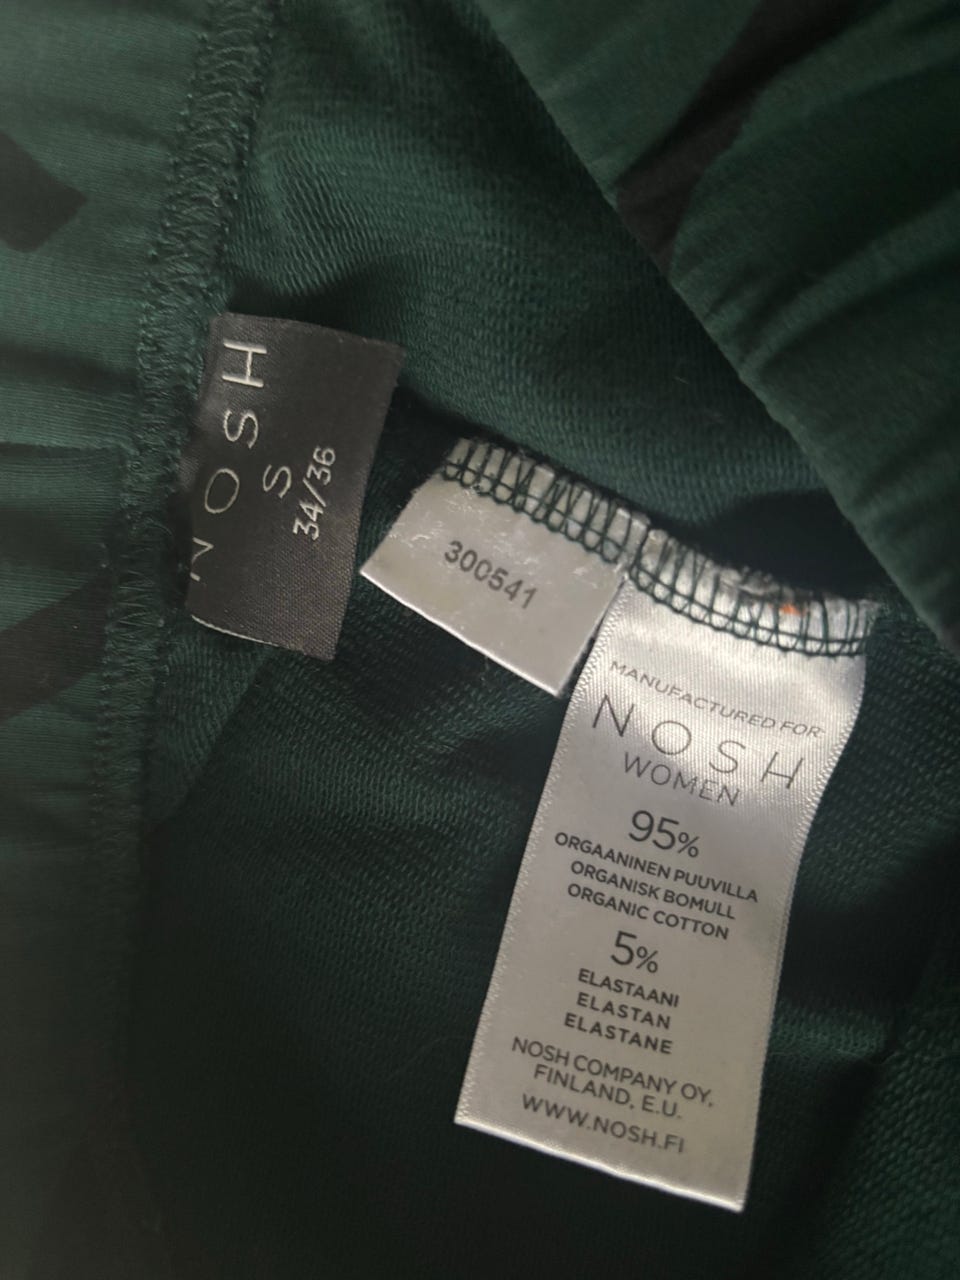 NOSH
S
34/36
300541
MANUFACTURED FOR
NOSH
WOMEN
95%
ORGAANINEN PUUVILLA
ORGANISK BOMULL
ORGANIC COTTON
5%
ELASTAANI
ELASTAN
ELASTANE
NOSH COMPANY OY,
FINLAND, E.U.
WWW.NOSH.FI